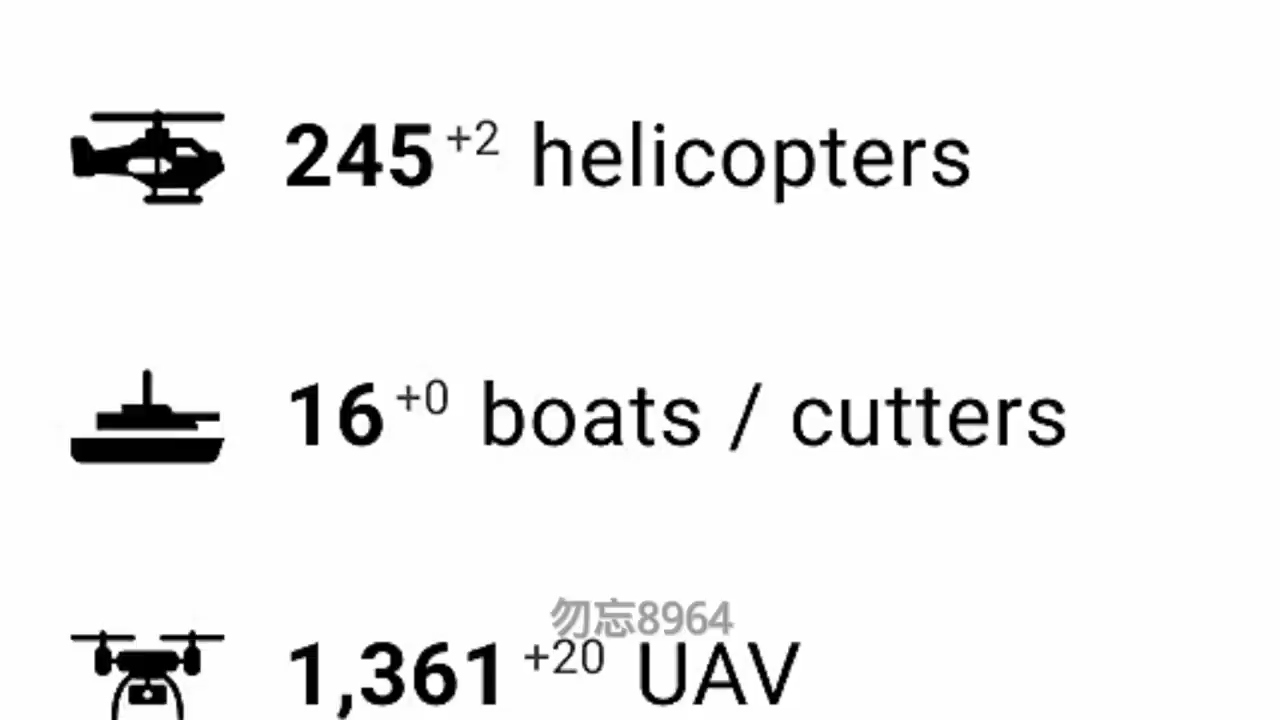 245 +2 helicopters
16 +0 boats / cutters
勿忘8964
1,361 +20 UAV